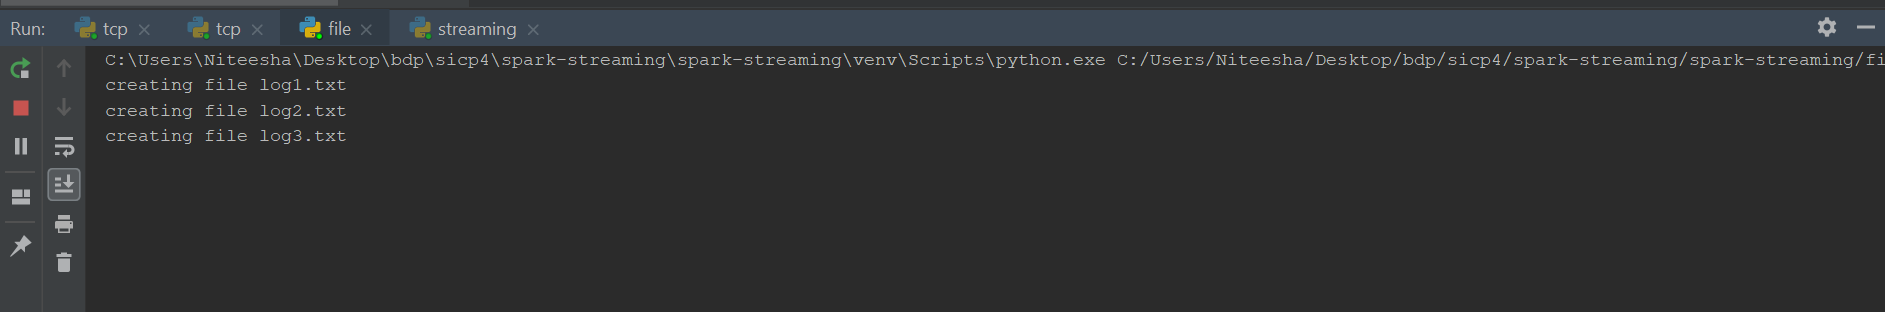 Run: tcp tcp file streaming
C:\Users\Niteesha\Desktop\bdp\sicp4\spark-streaming\spark-streaming\venv\Scripts\python.exe C:/Users/Niteesha/Desktop/bdp/sicp4/spark-streaming/spark-streaming/fi
creating file log1.txt
creating file log2.txt
creating file log3.txt